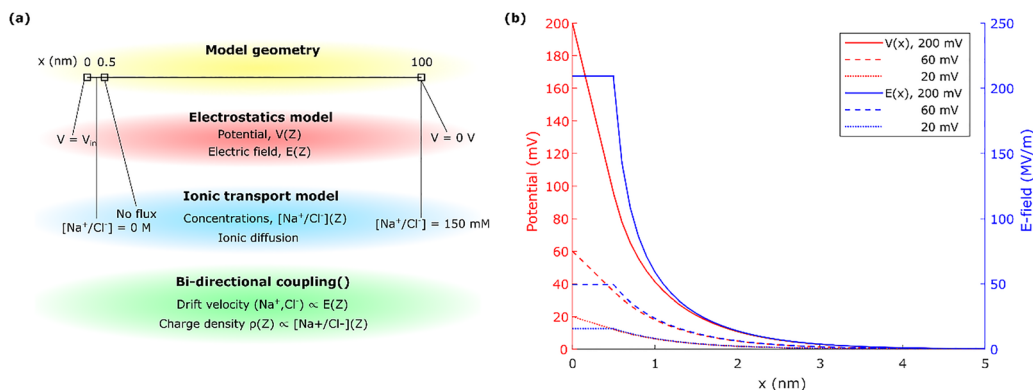 (a)
Model geometry
x (nm) 0 0.5 100
Electrostatics model
Potential, V(Z)
Electric field, E(Z)
V = Vin
V = 0 V
Ionic transport model
No flux
Concentrations, [Na⁺/Cl⁻](Z)
[Na⁺/Cl⁻] = 0 M
[Na⁺/Cl⁻] = 150 mM
Ionic diffusion
Bi-directional coupling()
Drift velocity (Na⁺,Cl⁻) ∝ E(Z)
Charge density ρ(Z) ∝ [Na+/Cl-](Z)
(b)
Potential (mV)
200
180
160
140
120
100
80
60
40
20
0
V(x), 200 mV
60 mV
20 mV
E(x), 200 mV
60 mV
20 mV
250
200
150
100
50
0
E-field (MV/m)
0 1 2 3 4 5
x (nm)